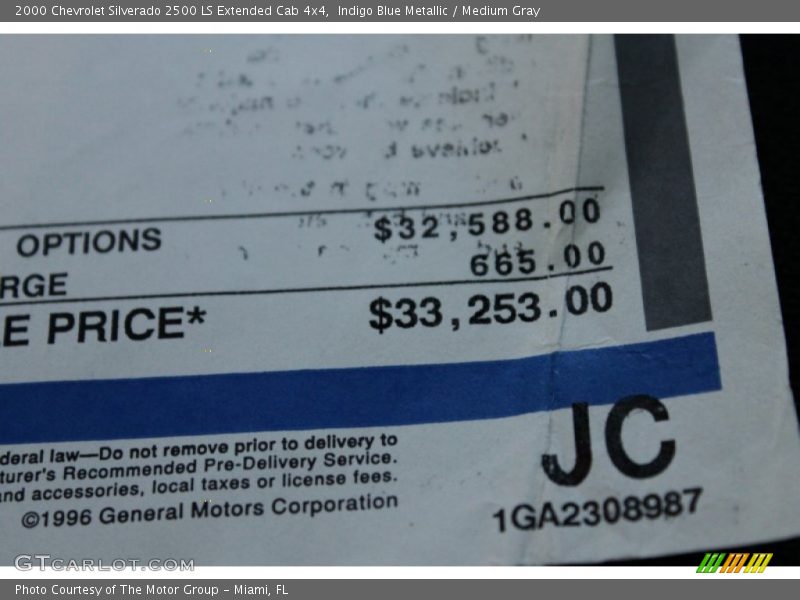 2000 Chevrolet Silverado 2500 LS Extended Cab 4x4, Indigo Blue Metallic / Medium Gray
OPTIONS $32,588.00
RGE 665.00
E PRICE* $33,253.00
deral law—Do not remove prior to delivery to
turer's Recommended Pre-Delivery Service.
and accessories, local taxes or license fees.
©1996 General Motors Corporation
JC
1GA2308987
GTCARLOT.COM
Photo Courtesy of The Motor Group - Miami, FL